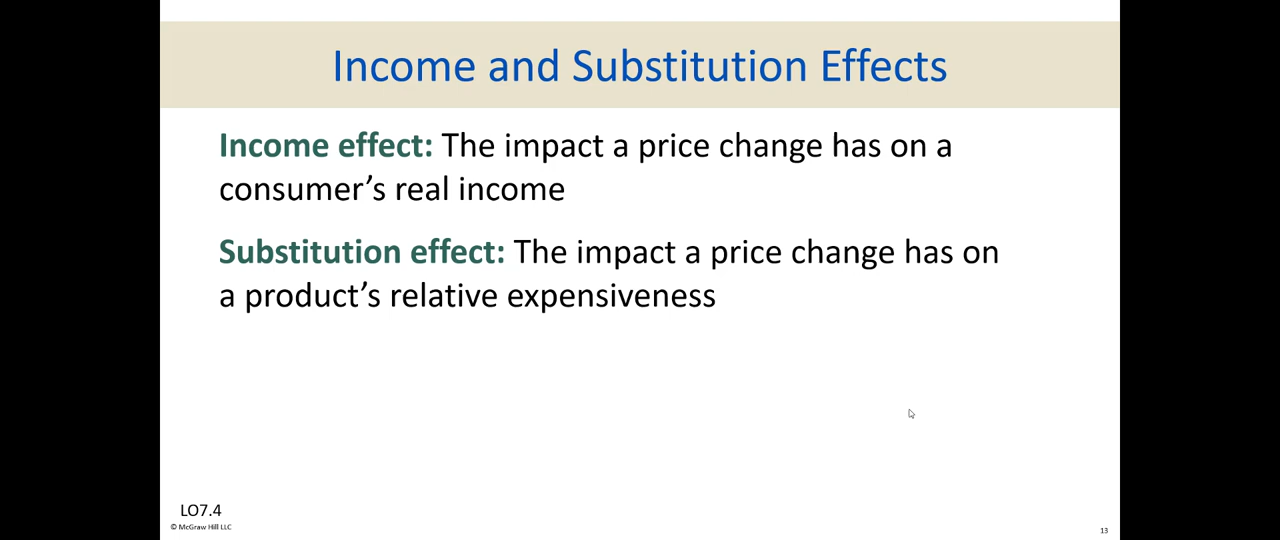 Income and Substitution Effects
Income effect: The impact a price change has on a
consumer’s real income
Substitution effect: The impact a price change has on
a product’s relative expensiveness
LO7.4
© McGraw Hill LLC
13